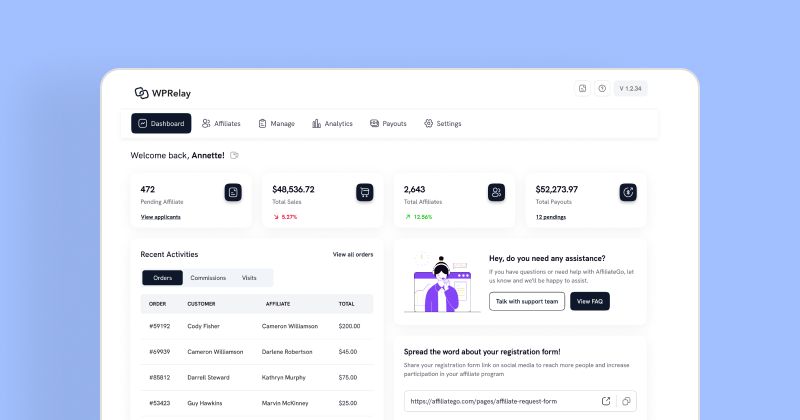 WPRelay
V 1.2.34
Dashboard Affiliates Manage Analytics Payouts Settings
Welcome back, Annette!
472 $48,536.72 2,643 $52,273.97
Pending Affiliate Total Sales Total Affiliates Total Payouts
View applicants 5.27% 12.56% 12 pendings
Recent Activities View all orders
Orders Commissions Visits
ORDER CUSTOMER AFFILIATE TOTAL
#59192 Cody Fisher Cameron Williamson $200.00
#69939 Cameron Williamson Darlene Robertson $45.00
#85812 Darrell Steward Kathryn Murphy $75.00
#53423 Guy Hawkins Marvin McKinney $25.00
Hey, do you need any assistance?
If you have questions or need help with AffiliateGo, let
us know and we'll be happy to assist.
Talk with support team View FAQ
Spread the word about your registration form!
Share your registration form link on social media to reach more people and increase
participation in your affiliate program
https://affiliatego.com/pages/affiliate-request-form